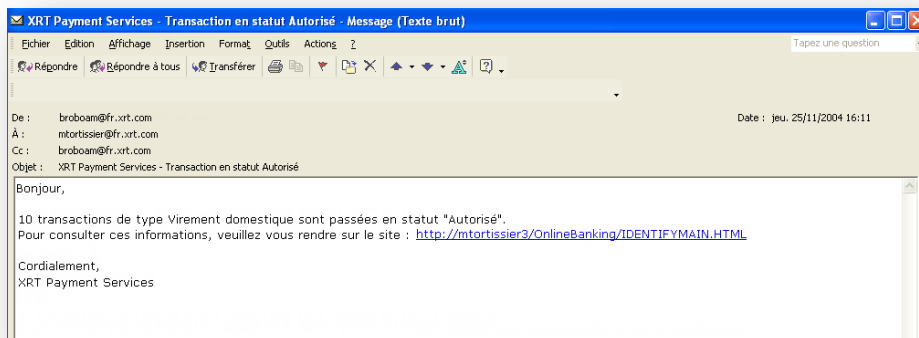 XRT Payment Services - Transaction en statut Autorisé - Message (Texte brut)
Fichier Edition Affichage Insertion Format Outils Actions ? Tapez une question
Répondre Répondre à tous Transférer
De : broboam@fr.xrt.com Date : jeu. 25/11/2004 16:11
À : mtortissier@fr.xrt.com
Cc : broboam@fr.xrt.com
Objet : XRT Payment Services - Transaction en statut Autorisé
Bonjour,
10 transactions de type Virement domestique sont passées en statut "Autorisé".
Pour consulter ces informations, veuillez vous rendre sur le site : http://mtortissier3/OnlineBanking/IDENTIFYMAIN.HTML
Cordialement,
XRT Payment Services